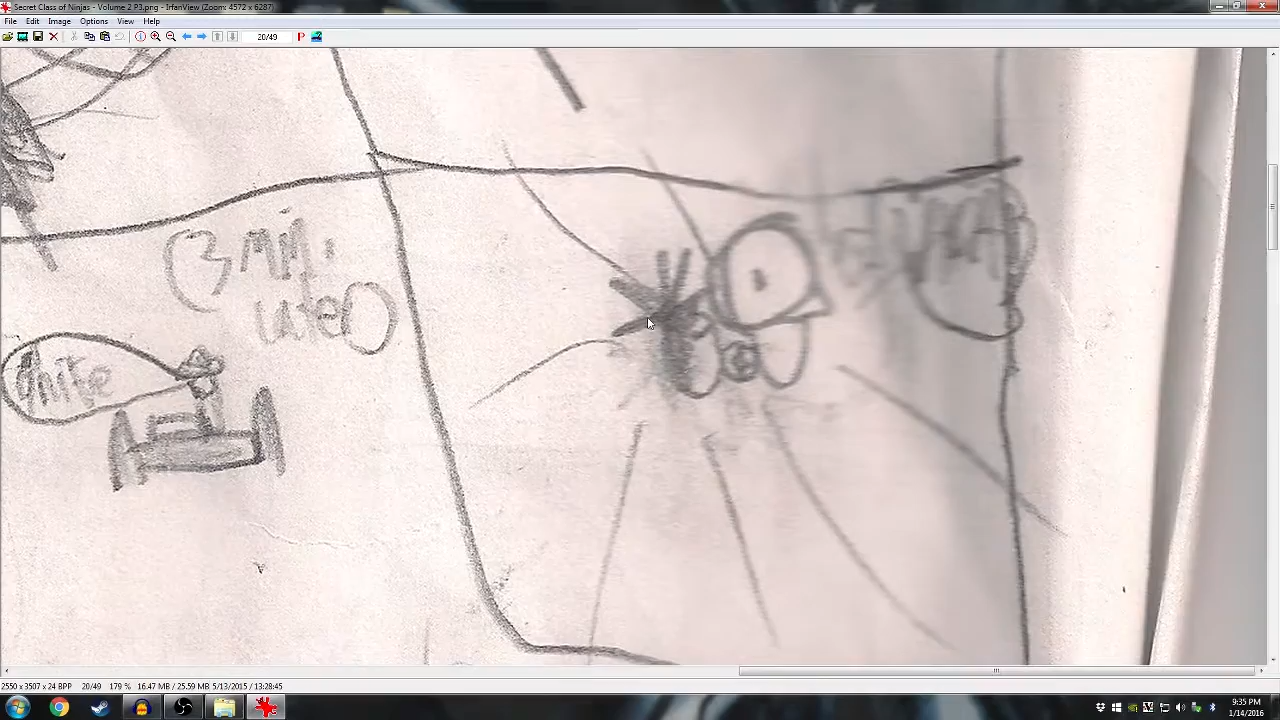 Secret Class of Ninjas - Volume 2 P3.png - IrfanView (Zoom: 4572 x 6287)
File Edit Image Options View Help
20/49
(3 Min.
Later)
2550 x 3507 x 24 BPP 20/49 179 % 16.47 MB / 25.59 MB 5/13/2015 / 13:28:45
9:35 PM
1/14/2016